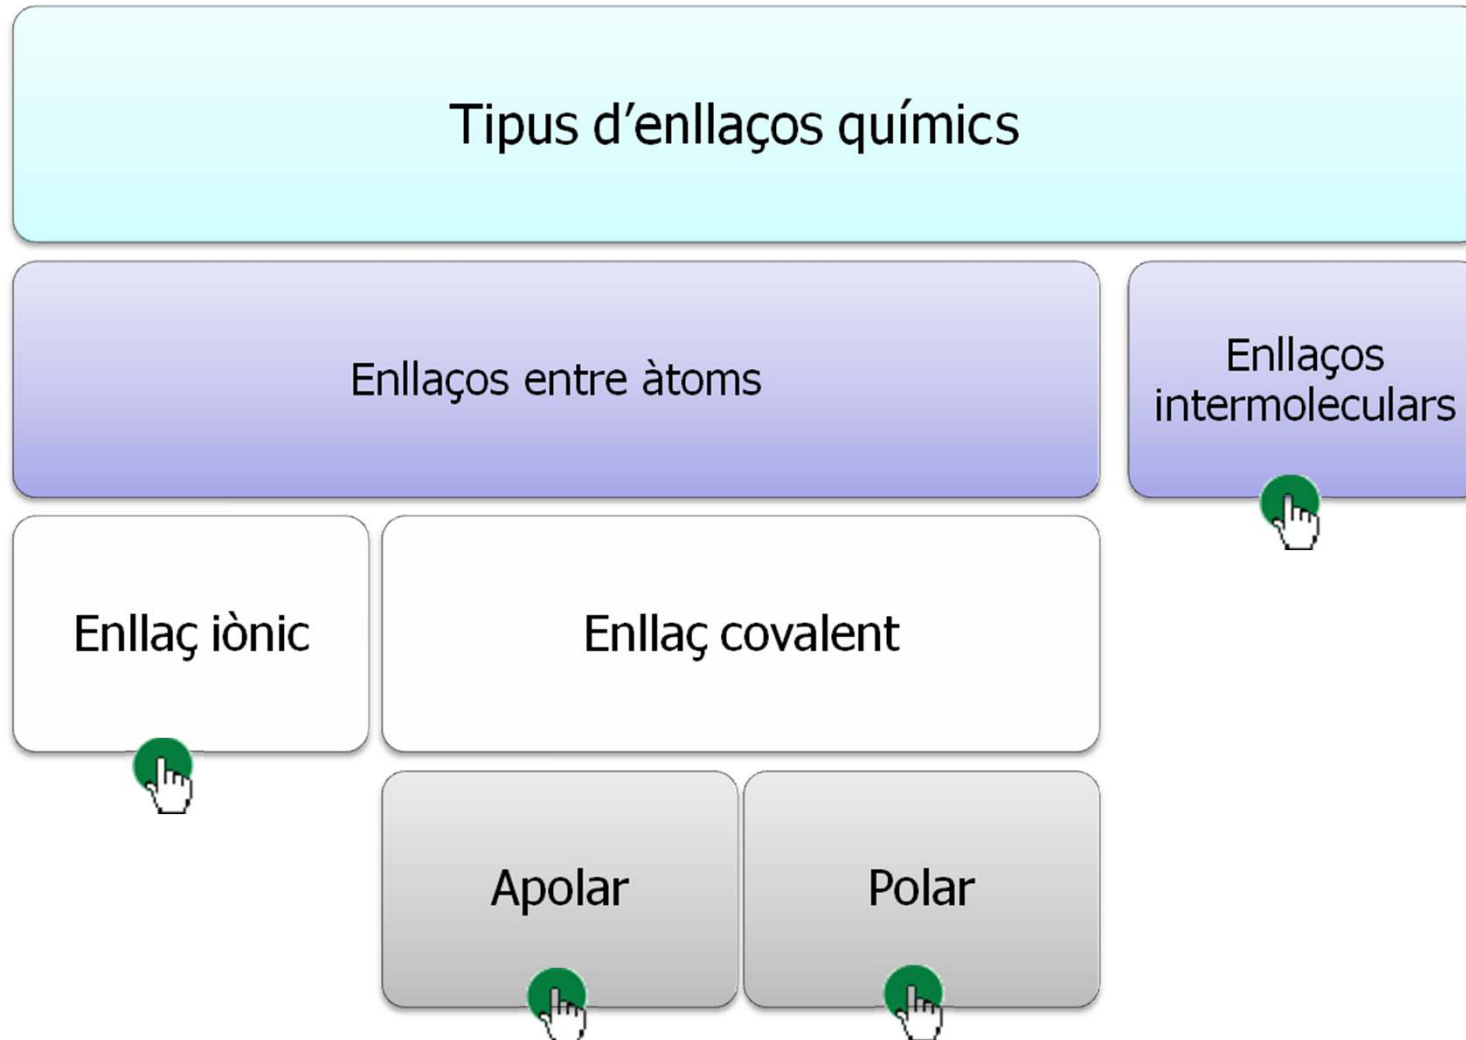 Tipus d’enllaços químics
Enllaços entre àtoms
Enllaços
intermoleculars
Enllaç iònic
Enllaç covalent
Apolar
Polar